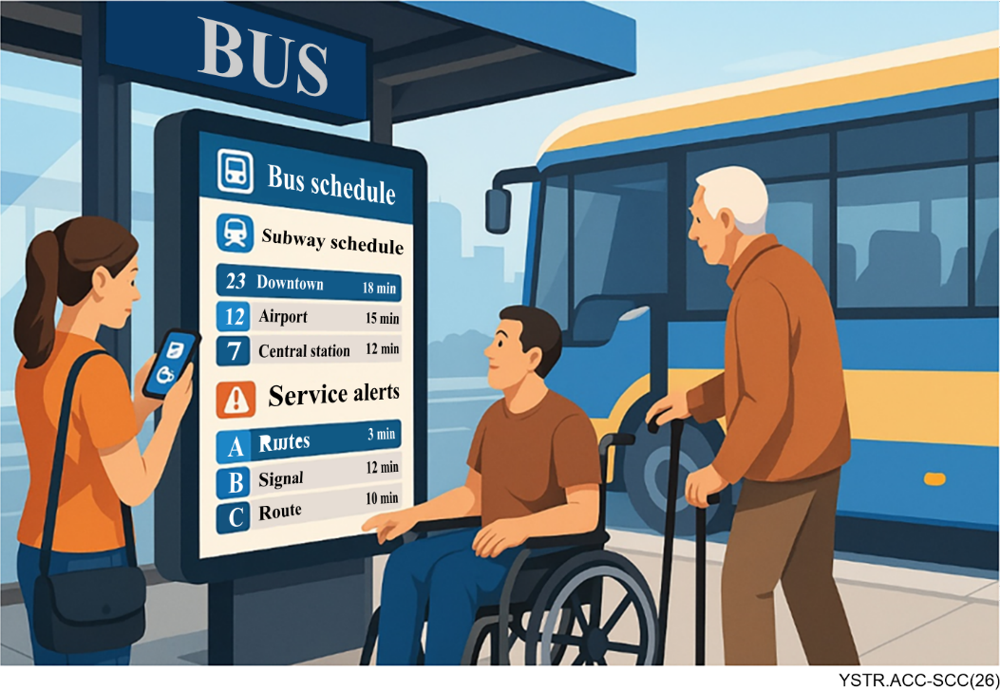 BUS
Bus schedule
Subway schedule
23 Downtown 18 min
12 Airport 15 min
7 Central station 12 min
Service alerts
A Routes 3 min
B Signal 12 min
C Route 10 min
YSTR.ACC-SCC(26)